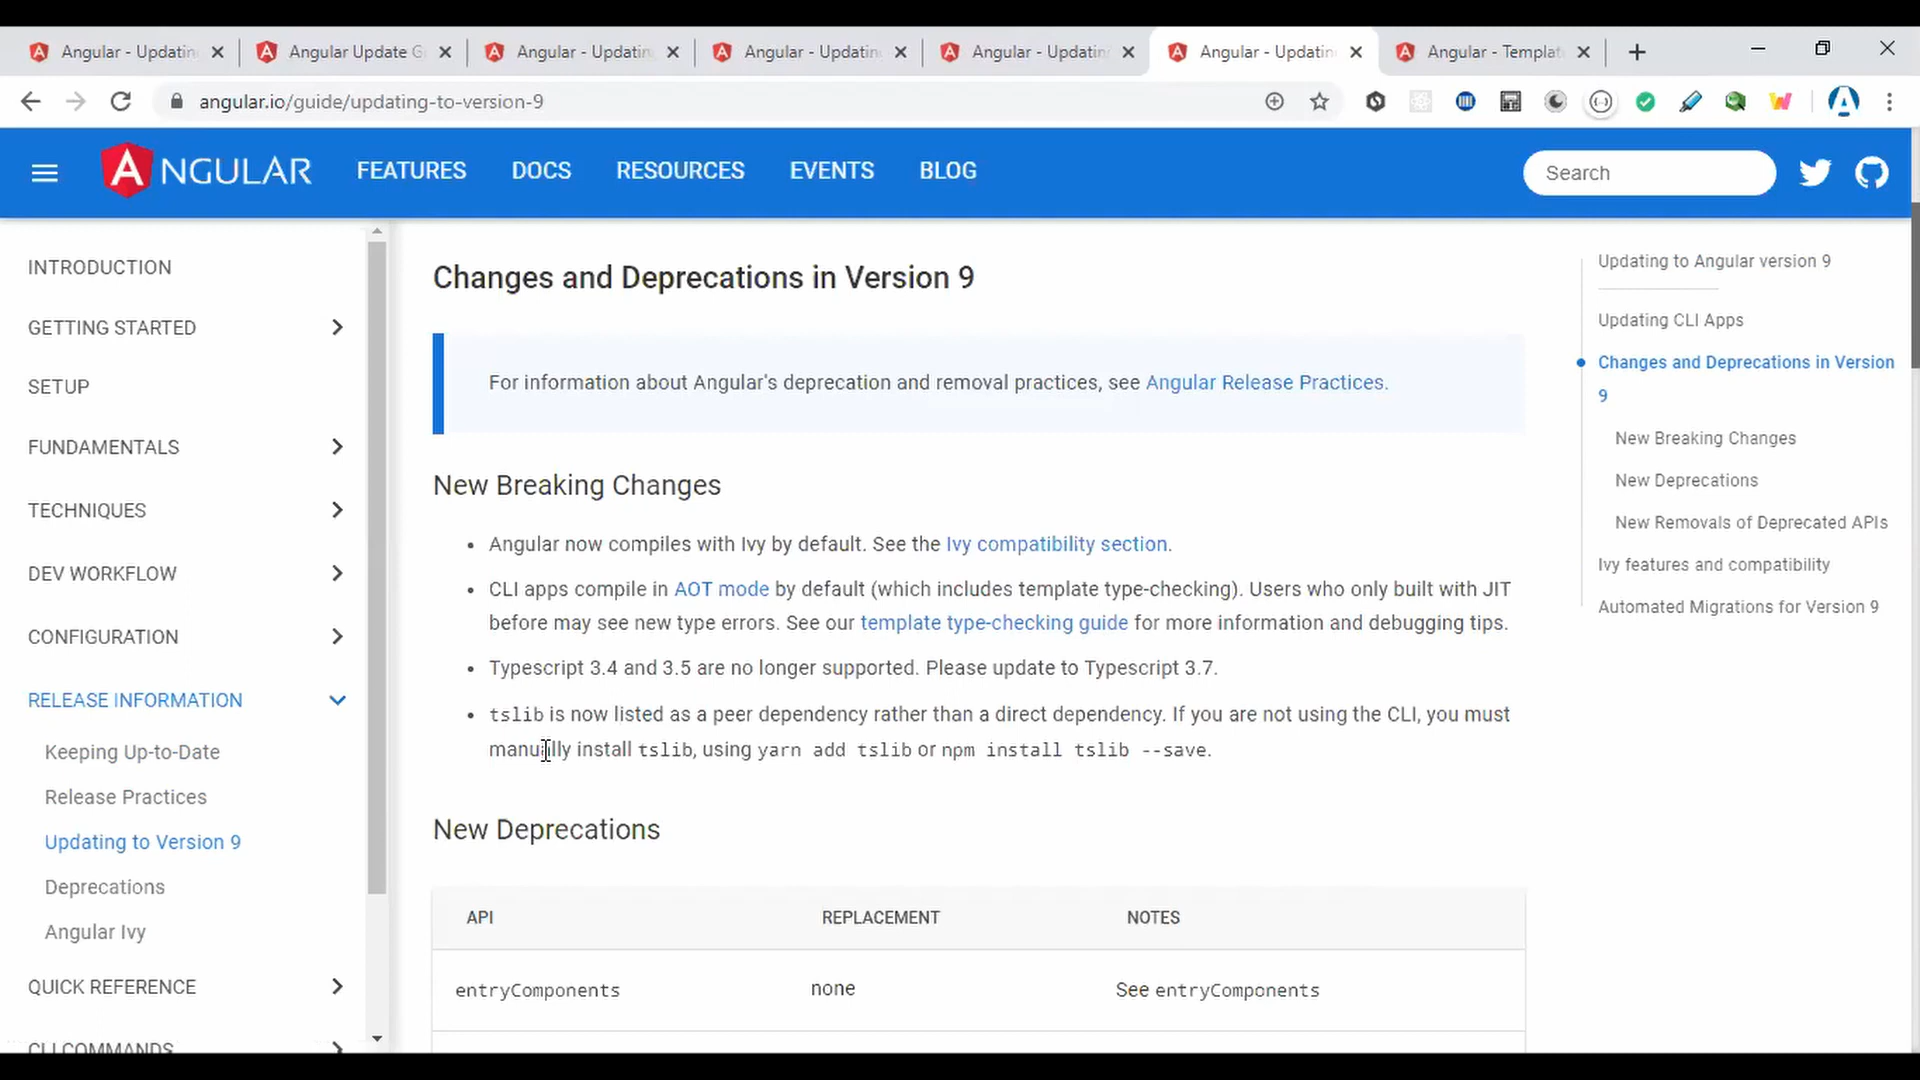 Angular - Updatin
Angular Update G
Angular - Updatin
Angular - Updatin
Angular - Updatin
Angular - Updatin
Angular - Templat
angular.io/guide/updating-to-version-9
ANGULAR
FEATURES
DOCS
RESOURCES
EVENTS
BLOG
Search
INTRODUCTION
GETTING STARTED
SETUP
FUNDAMENTALS
TECHNIQUES
DEV WORKFLOW
CONFIGURATION
RELEASE INFORMATION
Keeping Up-to-Date
Release Practices
Updating to Version 9
Deprecations
Angular Ivy
QUICK REFERENCE
CLI COMMANDS
Changes and Deprecations in Version 9
For information about Angular's deprecation and removal practices, see Angular Release Practices.
New Breaking Changes
• Angular now compiles with Ivy by default. See the Ivy compatibility section.
• CLI apps compile in AOT mode by default (which includes template type-checking). Users who only built with JIT
before may see new type errors. See our template type-checking guide for more information and debugging tips.
• Typescript 3.4 and 3.5 are no longer supported. Please update to Typescript 3.7.
• tslib is now listed as a peer dependency rather than a direct dependency. If you are not using the CLI, you must
manually install tslib, using yarn add tslib or npm install tslib --save.
New Deprecations
API REPLACEMENT NOTES
entryComponents none See entryComponents
Updating to Angular version 9
Updating CLI Apps
Changes and Deprecations in Version
9
New Breaking Changes
New Deprecations
New Removals of Deprecated APIs
Ivy features and compatibility
Automated Migrations for Version 9